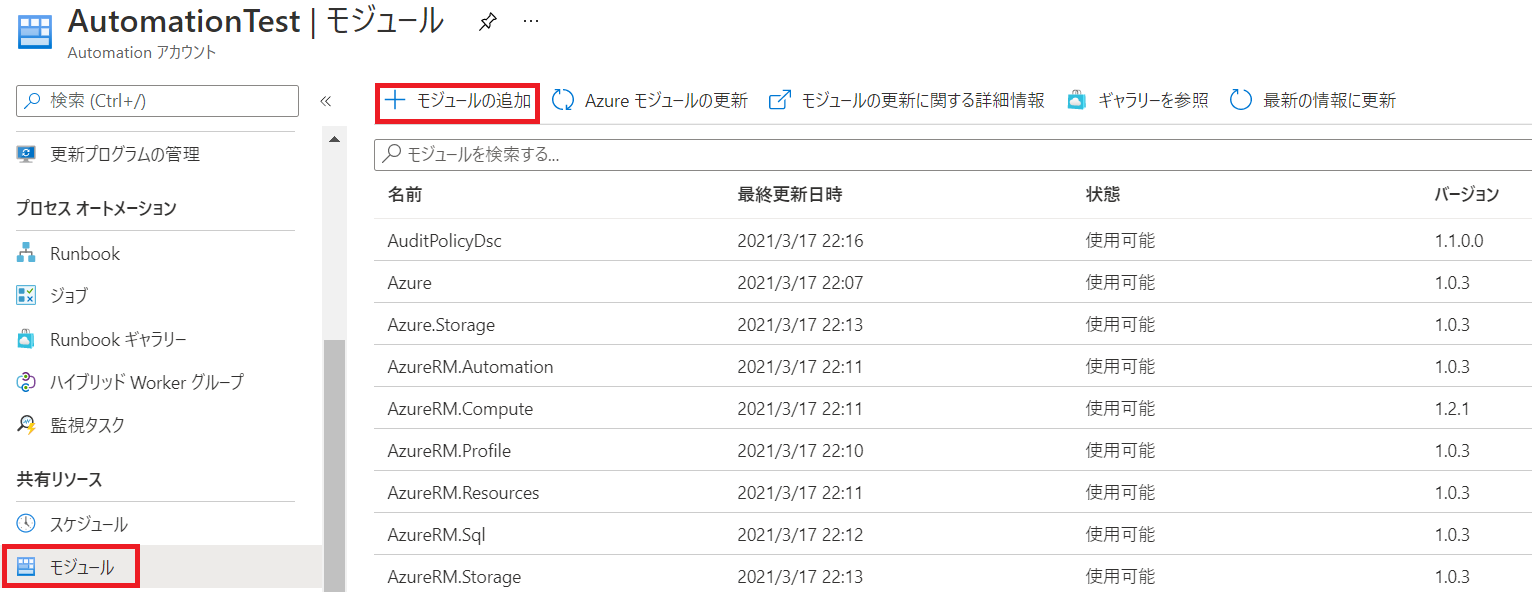 AutomationTest | モジュール ...
Automation アカウント
検索 (Ctrl+/)
«
更新プログラムの管理
プロセス オートメーション
Runbook
ジョブ
Runbook ギャラリー
ハイブリッド Worker グループ
監視タスク
共有リソース
スケジュール
モジュール
モジュールの追加 Azure モジュールの更新 モジュールの更新に関する詳細情報 ギャラリーを参照 最新の情報に更新
モジュールを検索する...
名前 最終更新日時 状態 バージョン
AuditPolicyDsc 2021/3/17 22:16 使用可能 1.1.0.0
Azure 2021/3/17 22:07 使用可能 1.0.3
Azure.Storage 2021/3/17 22:13 使用可能 1.0.3
AzureRM.Automation 2021/3/17 22:11 使用可能 1.0.3
AzureRM.Compute 2021/3/17 22:11 使用可能 1.2.1
AzureRM.Profile 2021/3/17 22:10 使用可能 1.0.3
AzureRM.Resources 2021/3/17 22:11 使用可能 1.0.3
AzureRM.Sql 2021/3/17 22:12 使用可能 1.0.3
AzureRM.Storage 2021/3/17 22:13 使用可能 1.0.3